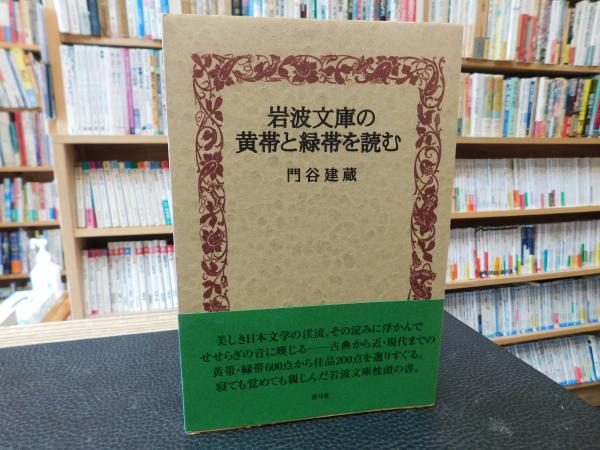 岩波文庫の
黄帯と緑帯を読む
門谷建蔵
美しき日本文学の渓流。その淀みに浮かんで
せせらぎの音に嘆じる――古典から近・現代までの
黄帯・緑帯600点から佳品200点を選りすぐる。
寝ても覚めても親しんだ岩波文庫枕頭の書。
青弓社